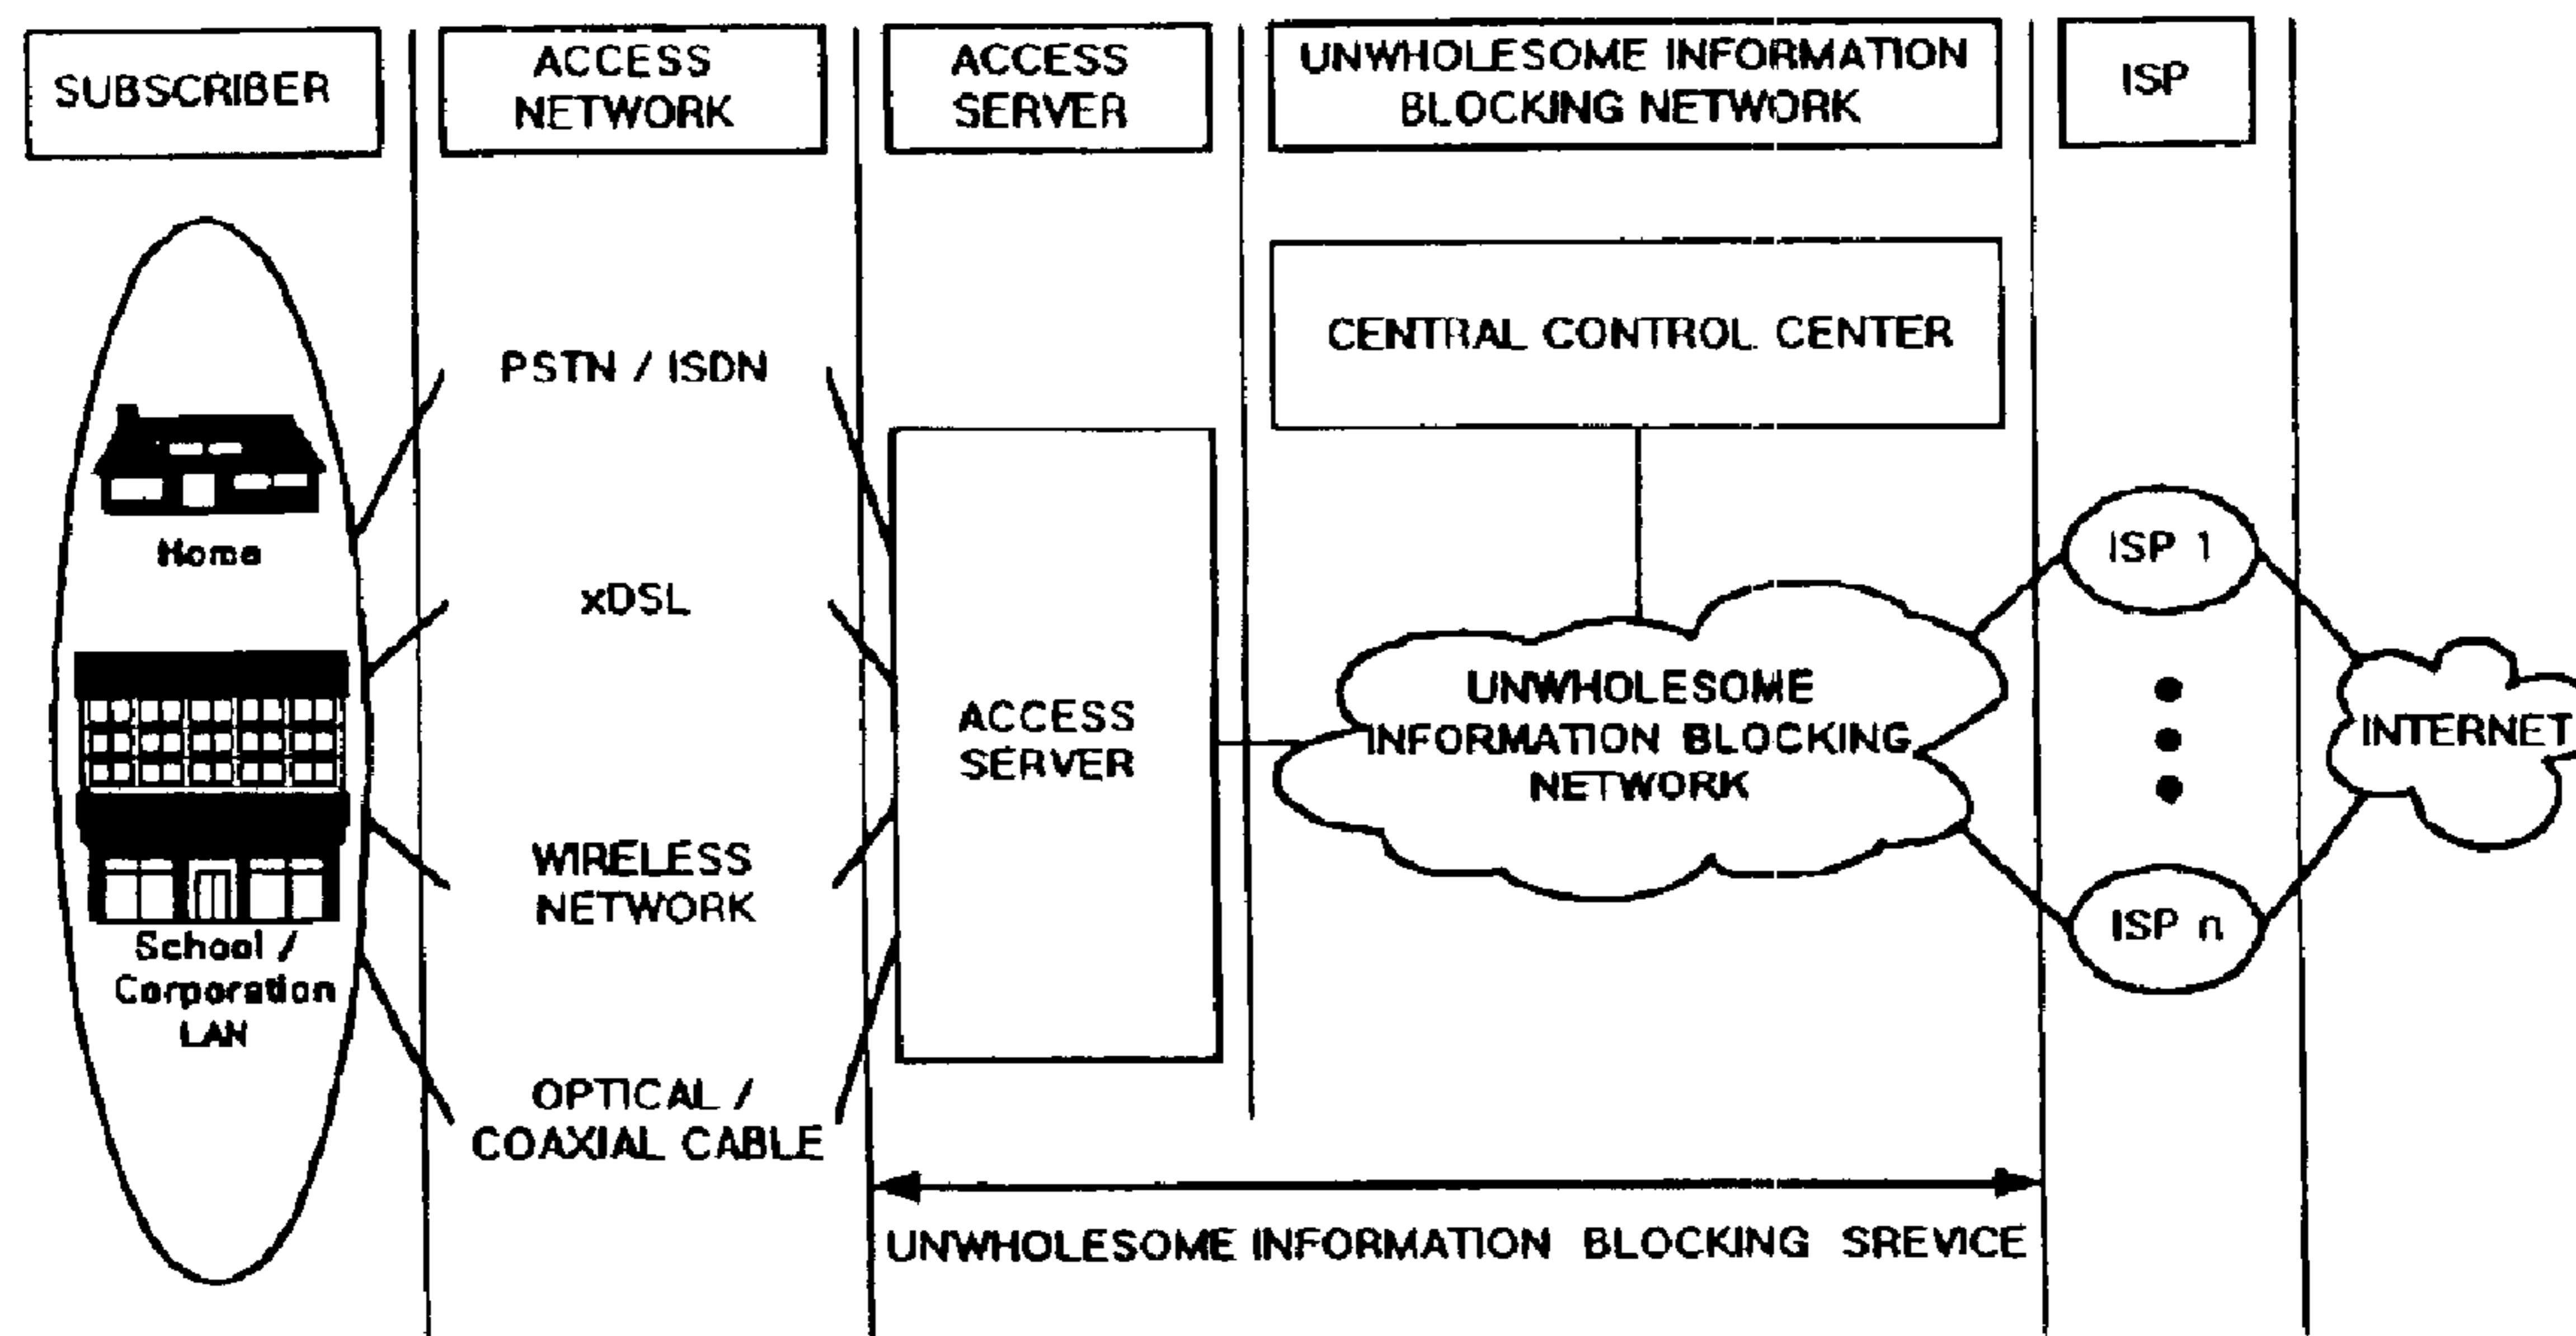 SUBSCRIBER
ACCESS
NETWORK
ACCESS
SERVER
UNWHOLESOME INFORMATION
BLOCKING NETWORK
ISP
CENTRAL CONTROL CENTER
PSTN / ISDN
Home
xDSL
ISP 1
ACCESS
SERVER
UNWHOLESOME
INFORMATION BLOCKING
NETWORK
INTERNET
WIRELESS
NETWORK
School /
Corporation
LAN
ISP n
OPTICAL /
COAXIAL CABLE
UNWHOLESOME INFORMATION BLOCKING SREVICE